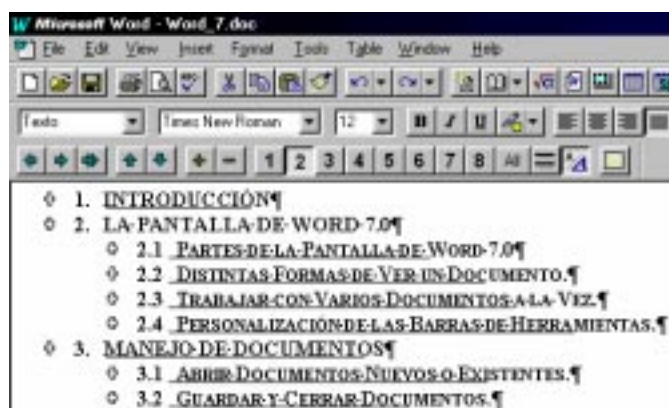 Microsoft Word - Word_7.doc
File Edit View Insert Format Tools Table Window Help
Texto Times New Roman 12 B I U
1 2 3 4 5 6 7 8 All A
1. INTRODUCCIÓN¶
2. LA·PANTALLA·DE·WORD·7.0¶
2.1 PARTES·DE·LA·PANTALLA·DE·WORD·7.0¶
2.2 DISTINTAS·FORMAS·DE·VER·UN·DOCUMENTO.¶
2.3 TRABAJAR·CON·VARIOS·DOCUMENTOS·A·LA·VEZ.¶
2.4 PERSONALIZACIÓN·DE·LAS·BARRAS·DE·HERRAMIENTAS.¶
3. MANEJO·DE·DOCUMENTOS¶
3.1 ABRIR·DOCUMENTOS·NUEVOS·O·EXISTENTES.¶
3.2 GUARDAR·Y·CERRAR·DOCUMENTOS.¶